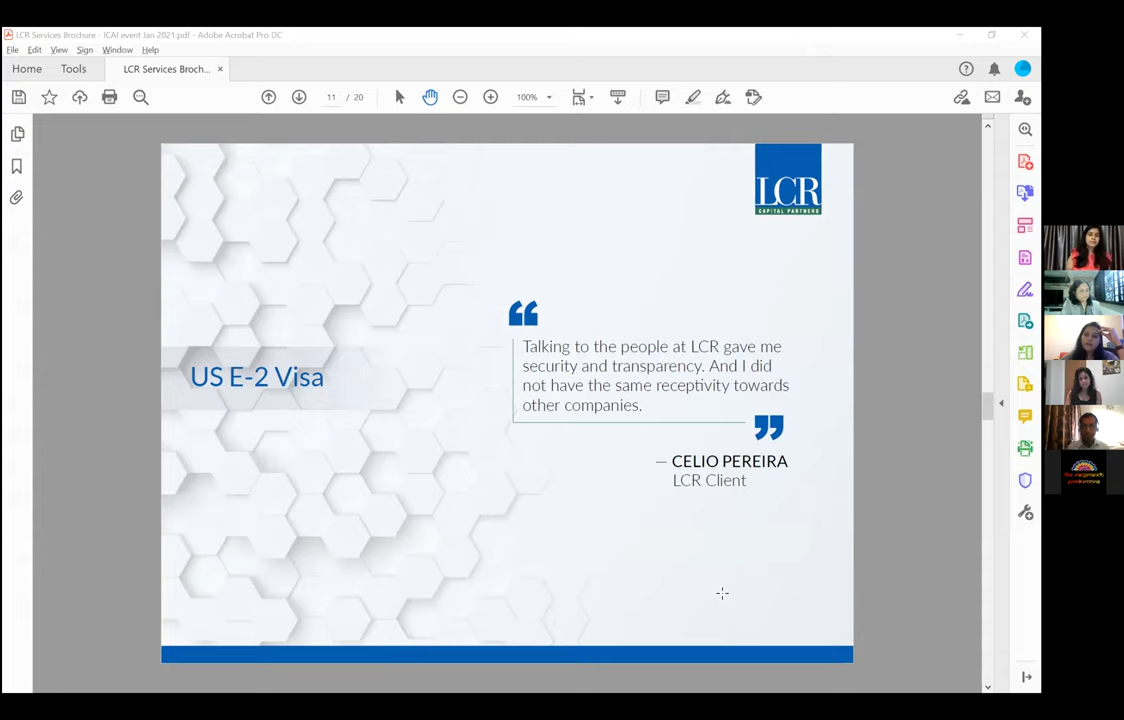 LCR Services Brochure - ICAI event Jan 2021.pdf - Adobe Acrobat Pro DC
File Edit View Sign Window Help
Home Tools LCR Services Broch... ×
11 / 20 100%
LCR
CAPITAL PARTNERS
US E-2 Visa
“
Talking to the people at LCR gave me
security and transparency. And I did
not have the same receptivity towards
other companies.
”
— CELIO PEREIRA
LCR Client